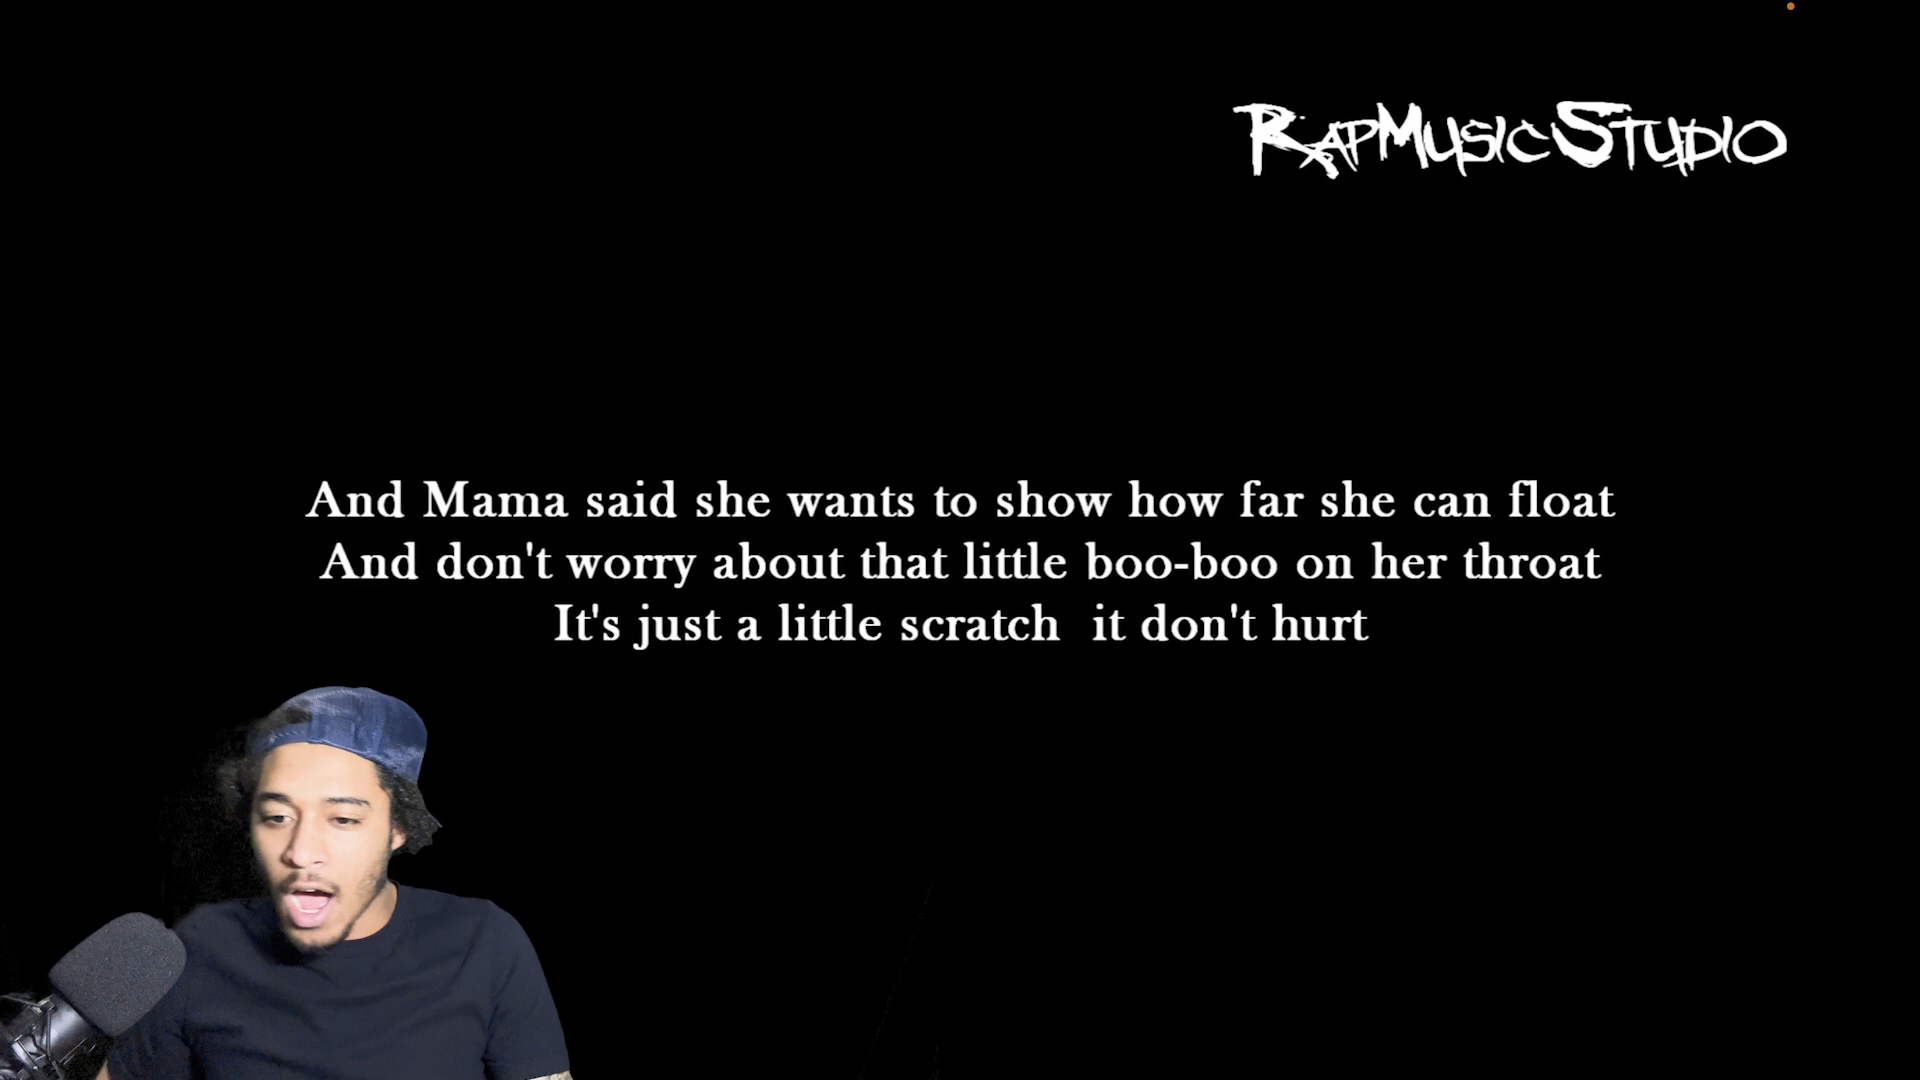 RapMusicStudio
And Mama said she wants to show how far she can float
And don't worry about that little boo-boo on her throat
It's just a little scratch  it don't hurt